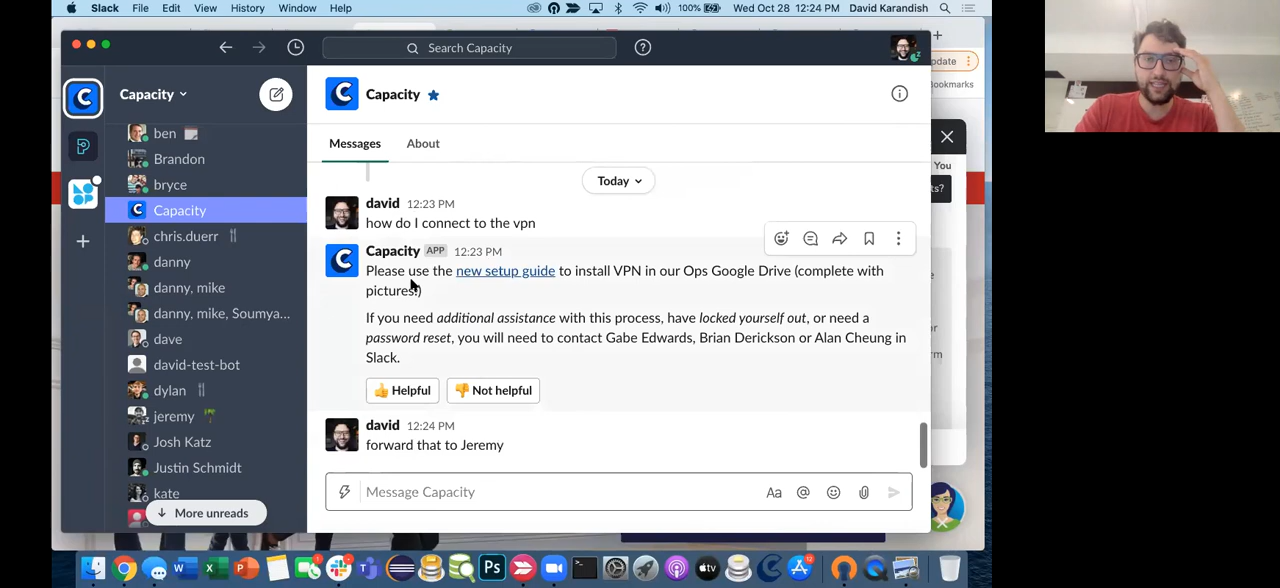 Slack File Edit View History Window Help 100% Wed Oct 28 12:24 PM David Karandish
Search Capacity
Capacity
ben
Brandon
bryce
Capacity
chris.duerr
danny
danny, mike
danny, mike, Soumya...
dave
david-test-bot
dylan
jeremy
Josh Katz
Justin Schmidt
kate
More unreads
Capacity
Messages About
Today
david 12:23 PM
how do I connect to the vpn
Capacity APP 12:23 PM
Please use the new setup guide to install VPN in our Ops Google Drive (complete with
pictures!)
If you need additional assistance with this process, have locked yourself out, or need a
password reset, you will need to contact Gabe Edwards, Brian Derickson or Alan Cheung in
Slack.
👍 Helpful 👎 Not helpful
david 12:24 PM
forward that to Jeremy
Message Capacity
Aa
You